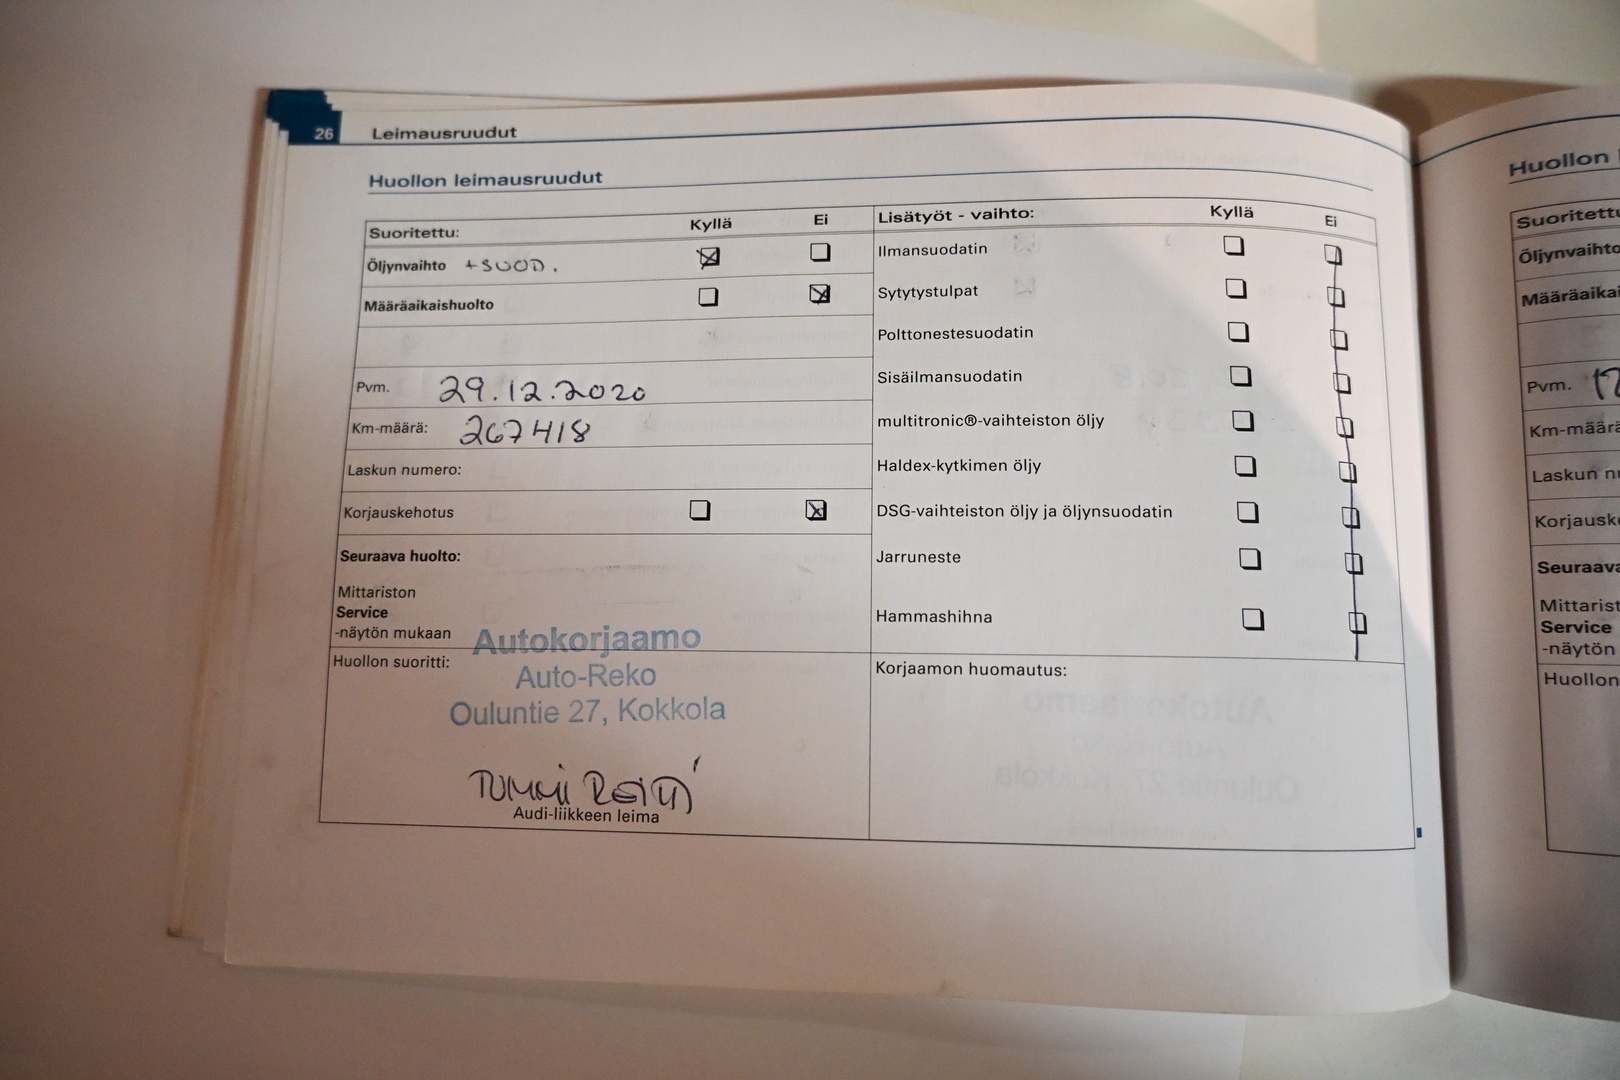 26 Leimausruudut
Huollon leimausruudut
Suoritettu: Kyllä Ei
Öljynvaihto +SUOD.
Määräaikaishuolto
Pvm. 29.12.2020
Km-määrä: 267418
Laskun numero:
Korjauskehotus
Seuraava huolto:
Mittariston
Service
-näytön mukaan
Huollon suoritti:
Autokorjaamo
Auto-Reko
Ouluntie 27, Kokkola
Audi-liikkeen leima
Lisätyöt - vaihto: Kyllä Ei
Ilmansuodatin
Sytytystulpat
Polttonestesuodatin
Sisäilmansuodatin
multitronic®-vaihteiston öljy
Haldex-kytkimen öljy
DSG-vaihteiston öljy ja öljynsuodatin
Jarruneste
Hammashihna
Korjaamon huomautus:
Huollon
Suoritettu
Öljynvaihto
Määräaikai
Pvm.
Km-määrä
Laskun nu
Korjausk
Seuraava
Mittarist
Service
-näytön
Huollon